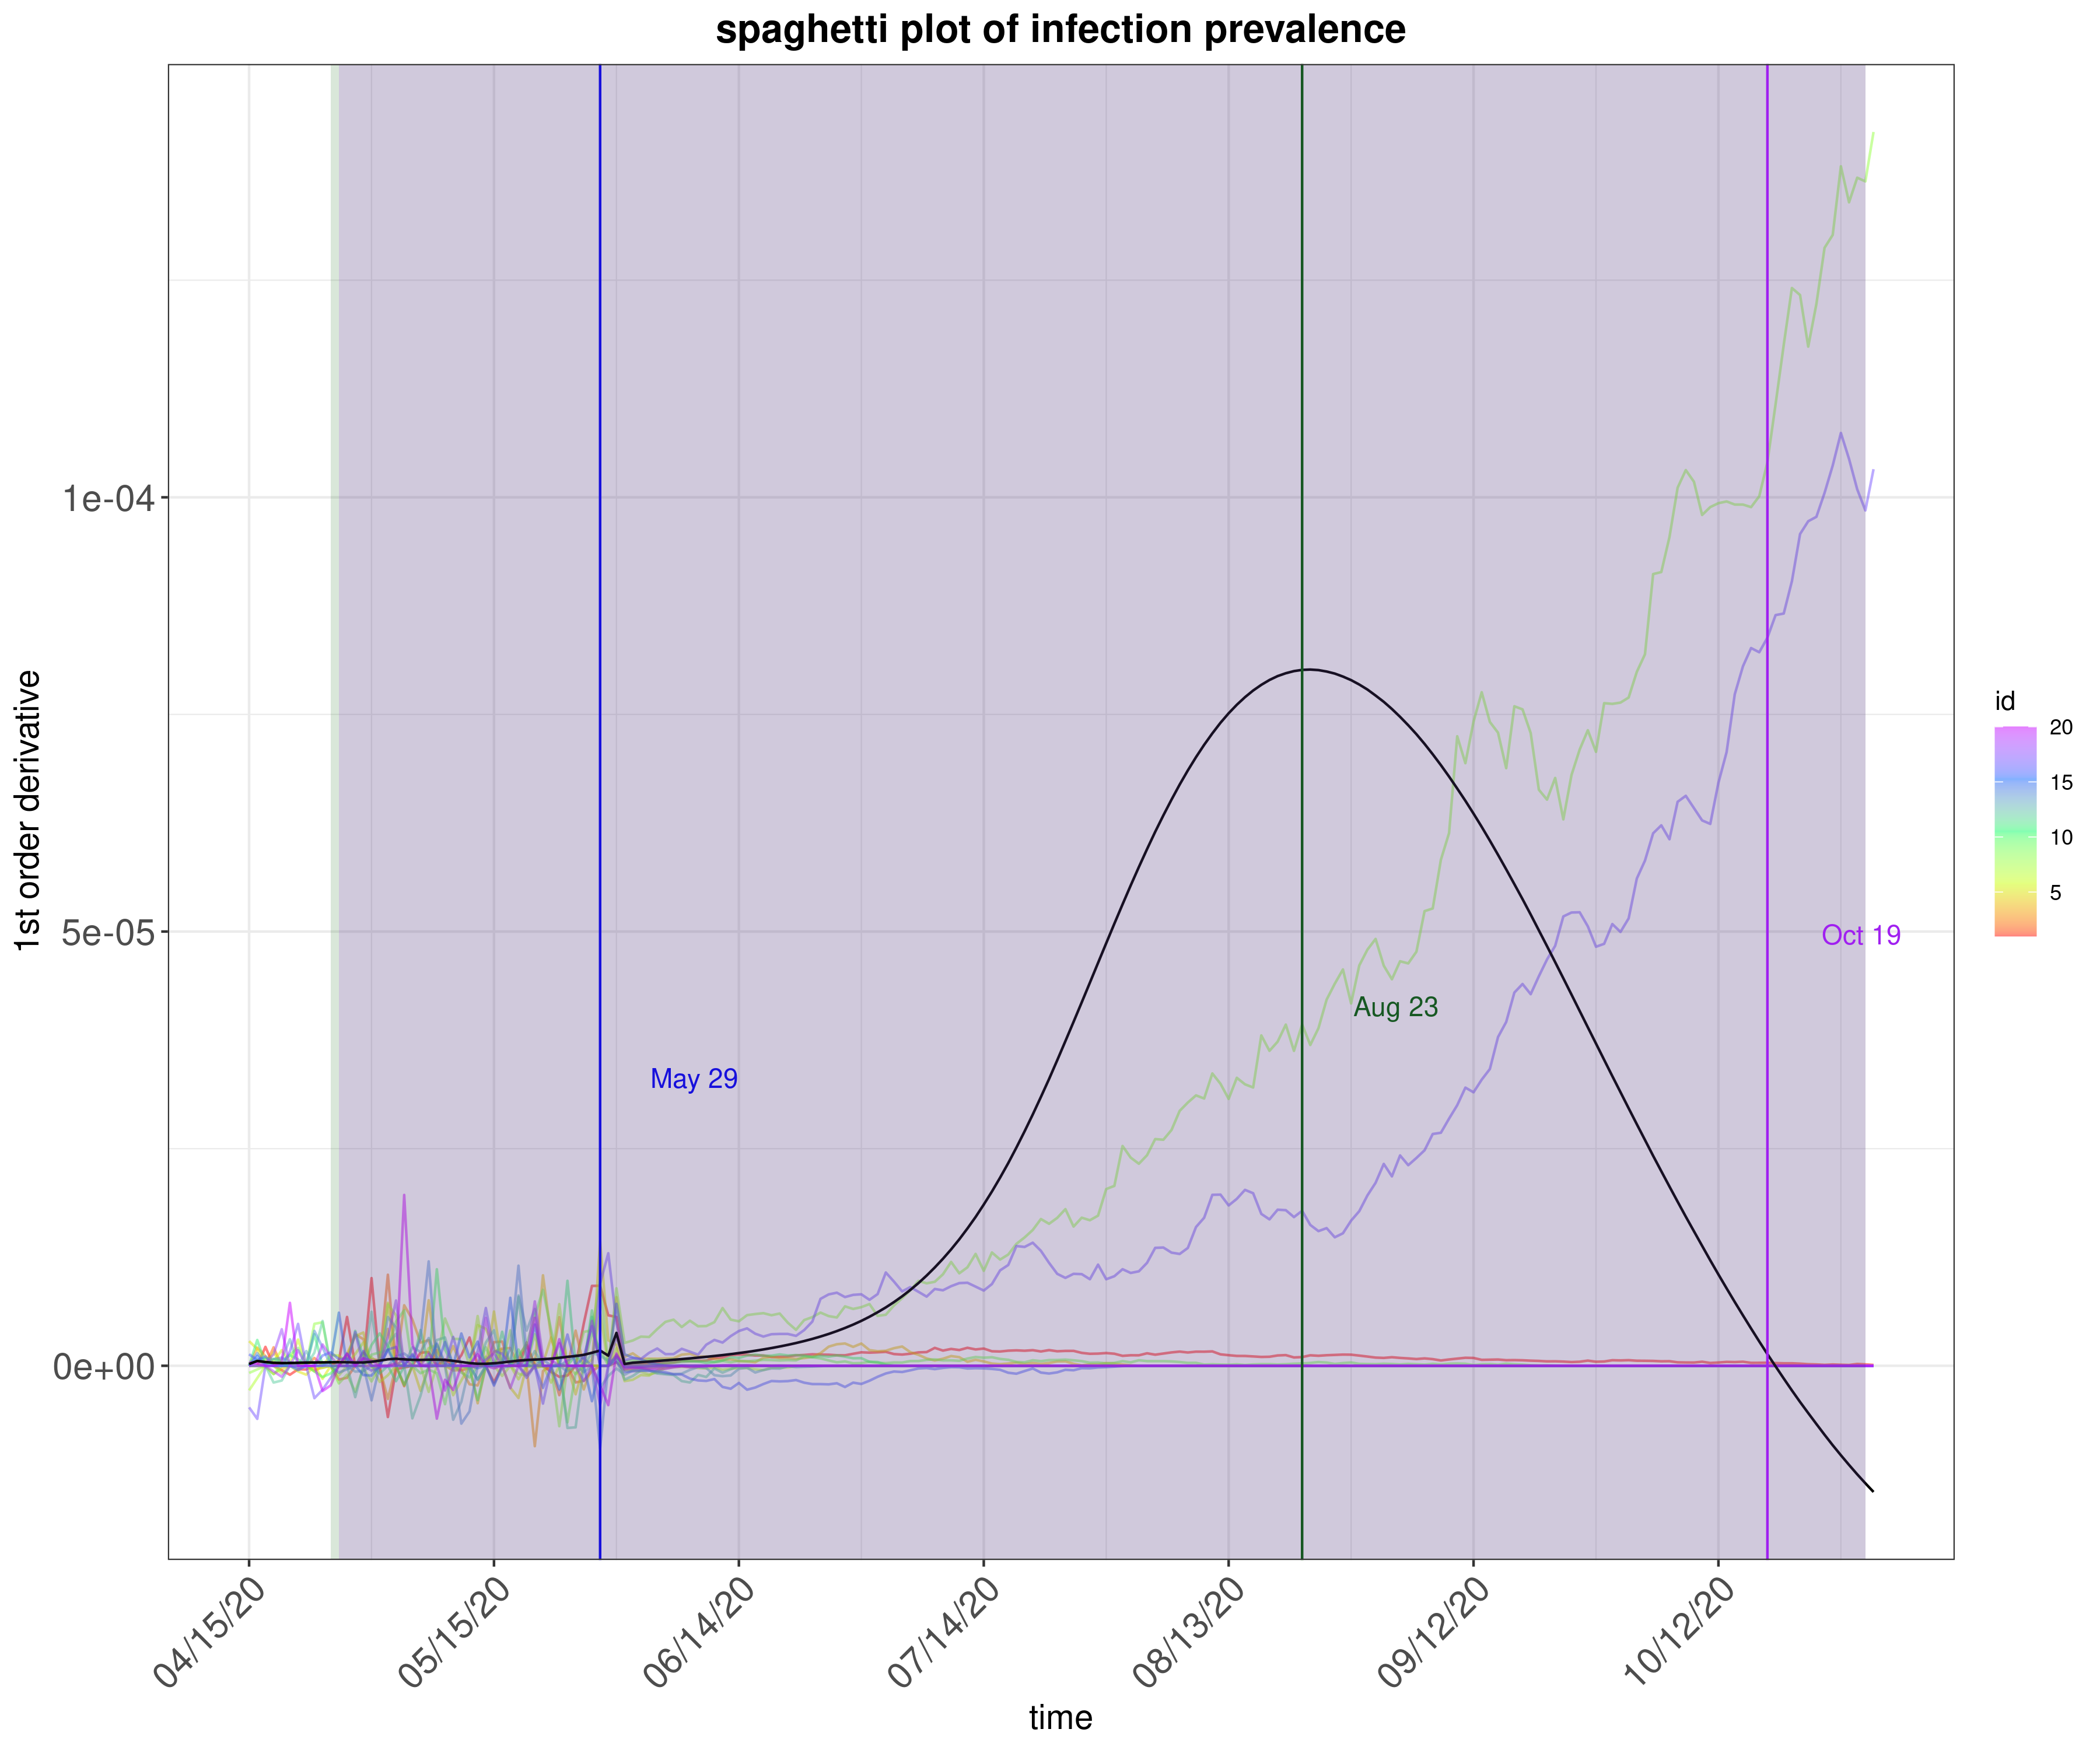 spaghetti plot of infection prevalence
1st order derivative
1e-04
5e-05
0e+00
May 29
Aug 23
Oct 19
id
20
15
10
5
04/15/20
05/15/20
06/14/20
07/14/20
08/13/20
09/12/20
10/12/20
time